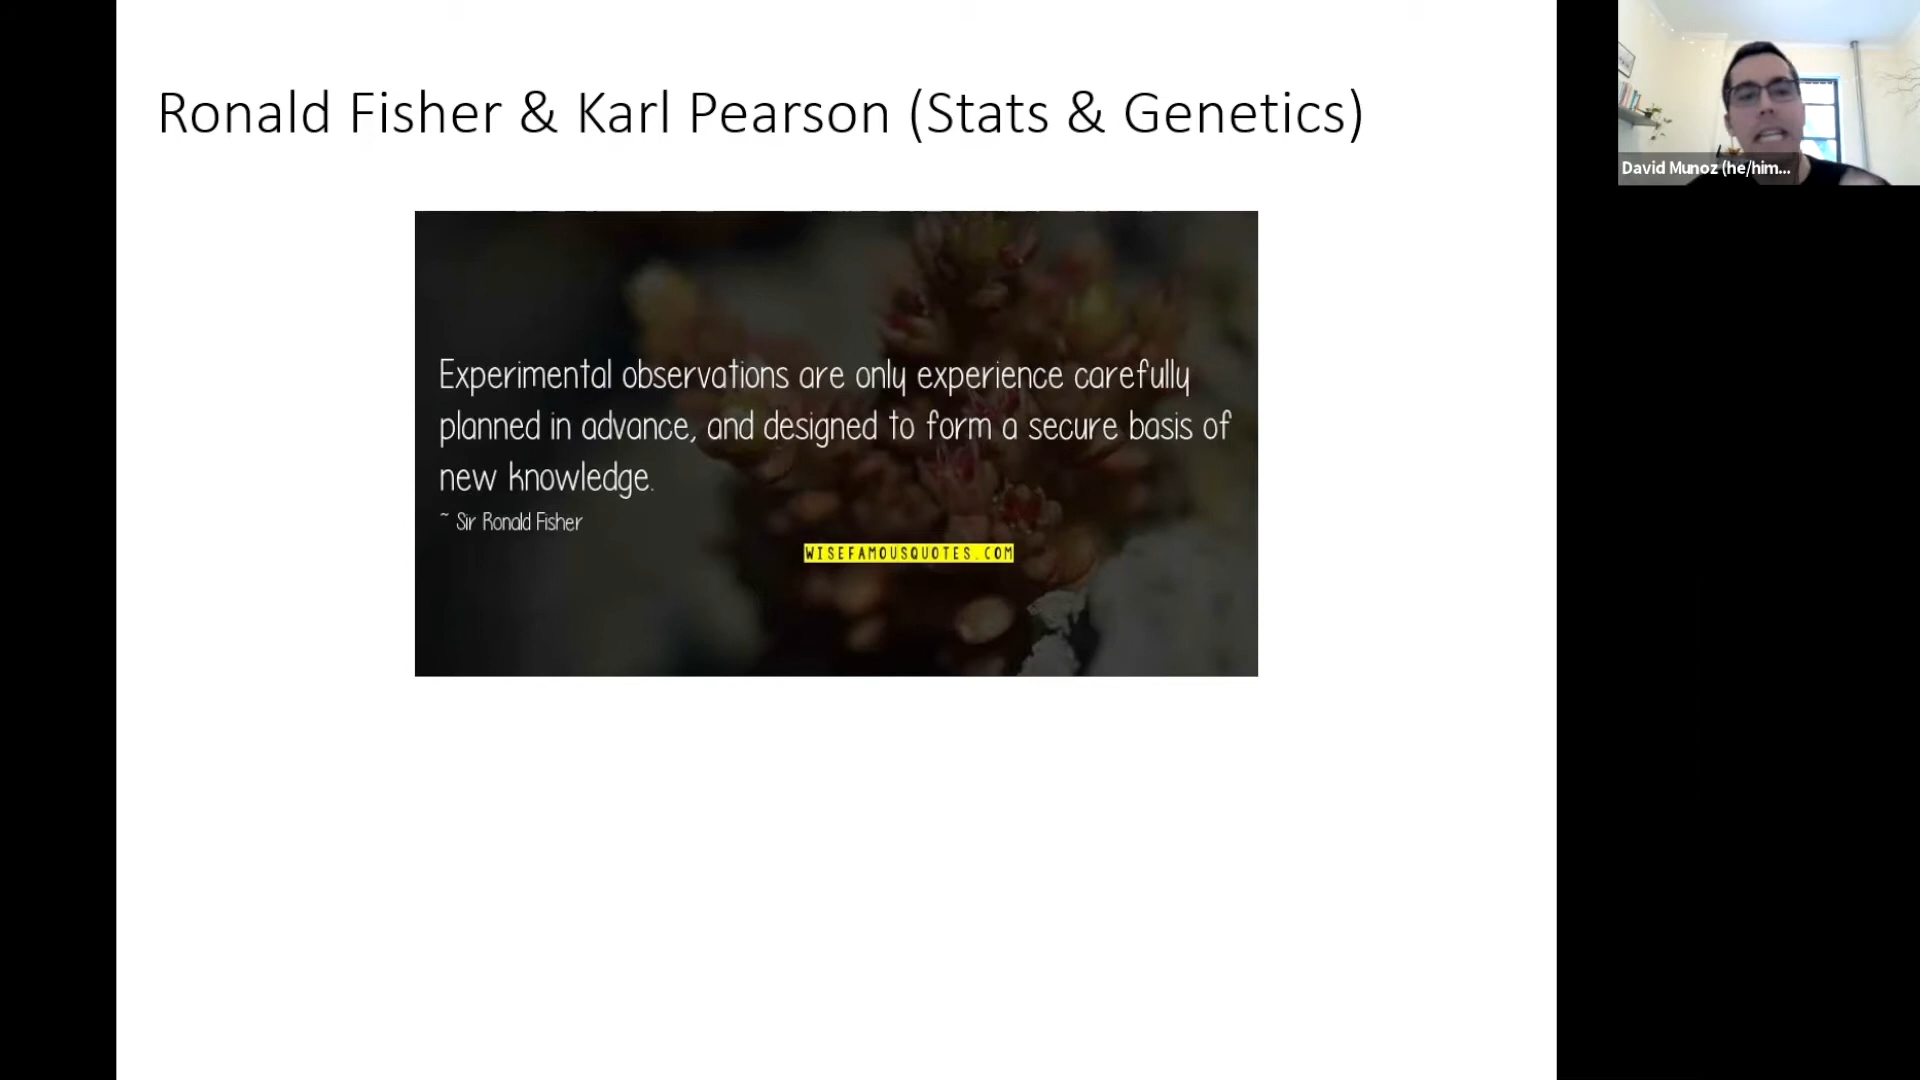 Ronald Fisher & Karl Pearson (Stats & Genetics)
David Munoz (he/him...
Experimental observations are only experience carefully
planned in advance, and designed to form a secure basis of
new knowledge.
~ Sir Ronald Fisher
WISEFAMOUSQUOTES.COM